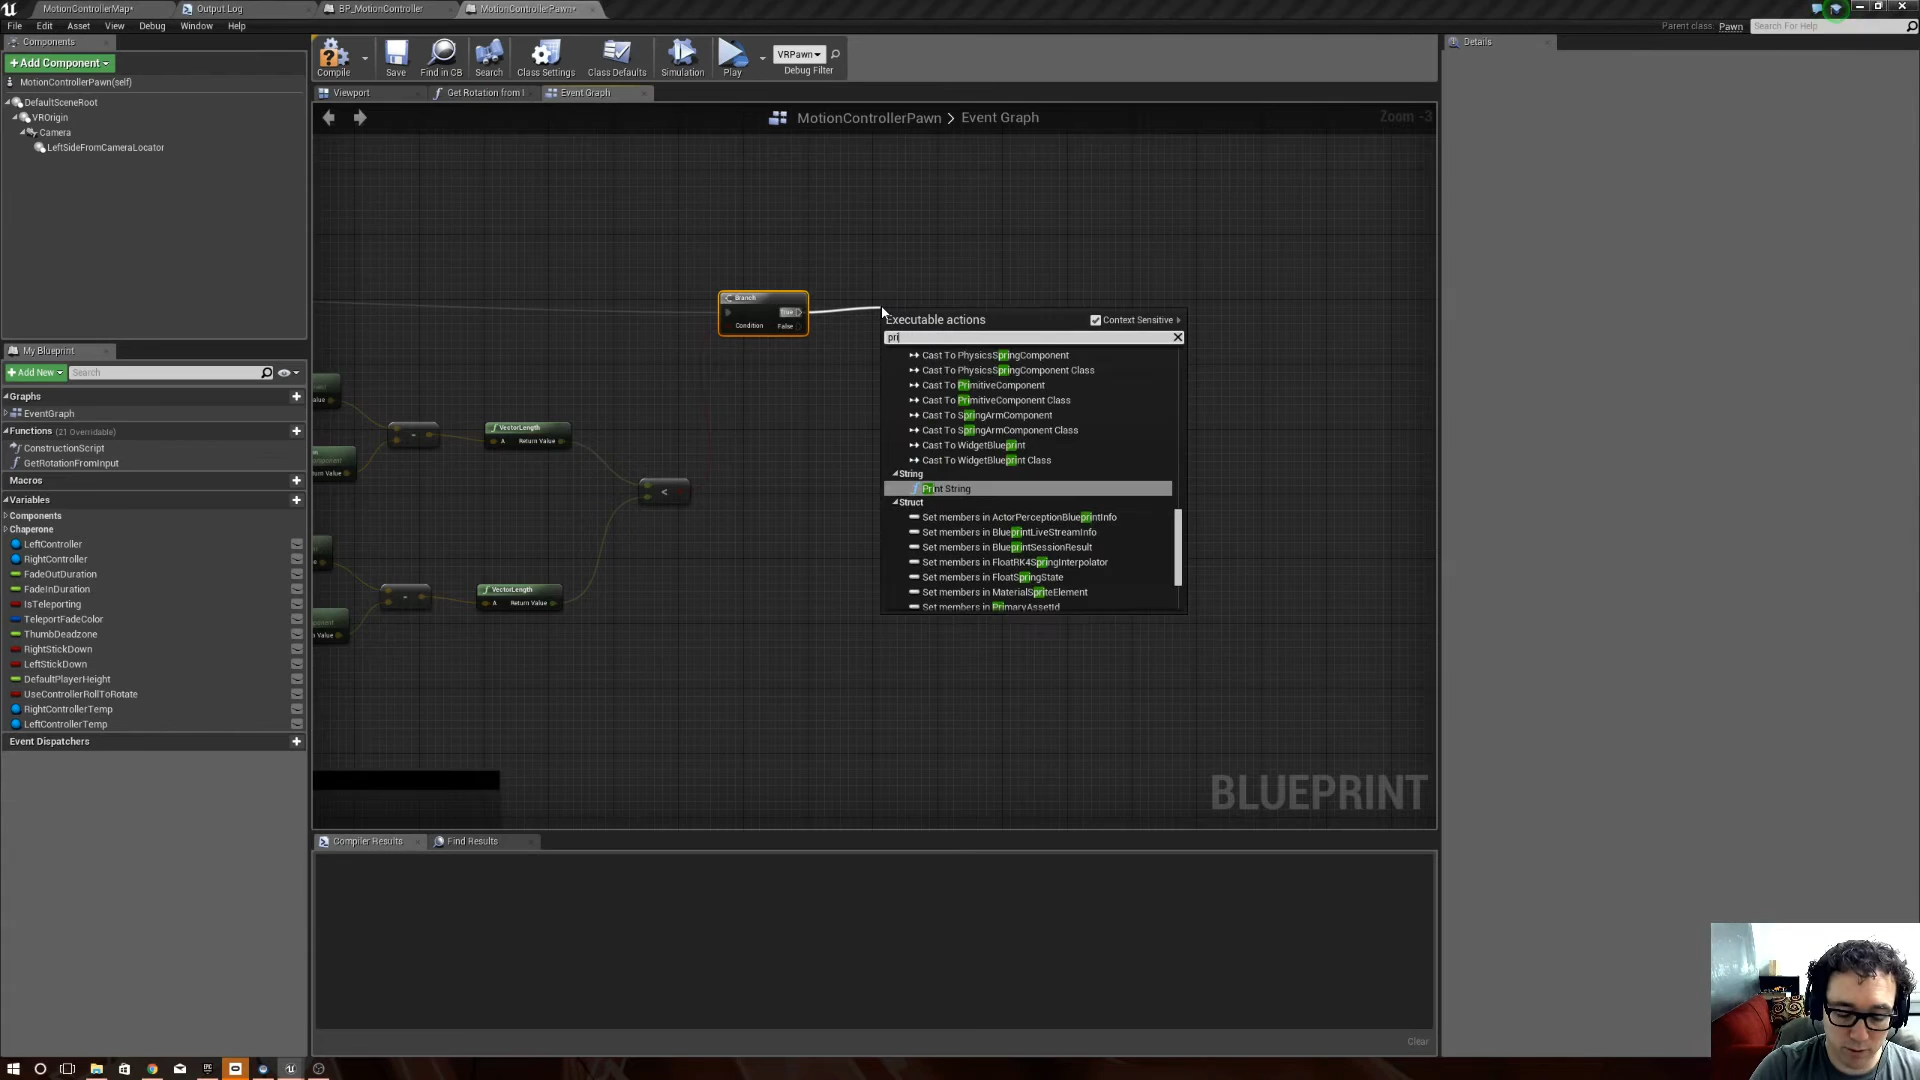 MotionControllerMap*
Output Log
BP_MotionController
MotionControllerPawn*
File Edit Asset View Debug Window Help
Parent class: Pawn
Search For Help
Components
+Add Component
MotionControllerPawn(self)
DefaultSceneRoot
VROrigin
Camera
LeftSideFromCameraLocator
Compile
Save
Find in CB
Search
Class Settings
Class Defaults
Simulation
Play
VRPawn
Debug Filter
Details
Viewport
Get Rotation from I
Event Graph
MotionControllerPawn > Event Graph
Zoom -3
Branch
True
Condition
False
VectorLength
A Return Value
-
<
VectorLength
A Return Value
-
Executable actions
Context Sensitive
pri
Cast To PhysicsSpringComponent
Cast To PhysicsSpringComponent Class
Cast To PrimitiveComponent
Cast To PrimitiveComponent Class
Cast To SpringArmComponent
Cast To SpringArmComponent Class
Cast To WidgetBlueprint
Cast To WidgetBlueprint Class
String
Print String
Struct
Set members in ActorPerceptionBlueprintInfo
Set members in BlueprintLiveStreamInfo
Set members in BlueprintSessionResult
Set members in FloatRK4SpringInterpolator
Set members in FloatSpringState
Set members in MaterialSpriteElement
Set members in PrimaryAssetId
My Blueprint
+Add New
Search
Graphs
EventGraph
Functions (21 Overridable)
ConstructionScript
GetRotationFromInput
Macros
Variables
Components
Chaperone
LeftController
RightController
FadeOutDuration
FadeInDuration
IsTeleporting
TeleportFadeColor
ThumbDeadzone
RightStickDown
LeftStickDown
DefaultPlayerHeight
UseControllerRollToRotate
RightControllerTemp
LeftControllerTemp
Event Dispatchers
BLUEPRINT
Compiler Results
Find Results
Clear